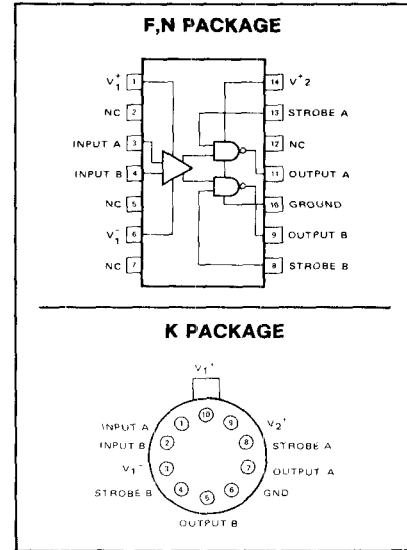 F,N PACKAGE
V1+ 1
NC 2
INPUT A 3
INPUT B 4
NC 5
V1- 6
NC 7
14 V+2
13 STROBE A
12 NC
11 OUTPUT A
10 GROUND
9 OUTPUT B
8 STROBE B
K PACKAGE
V1+
10
INPUT A 1
9 V2+
INPUT B 2
8 STROBE A
V1- 3
7 OUTPUT A
STROBE B 4
6 GND
5
OUTPUT B